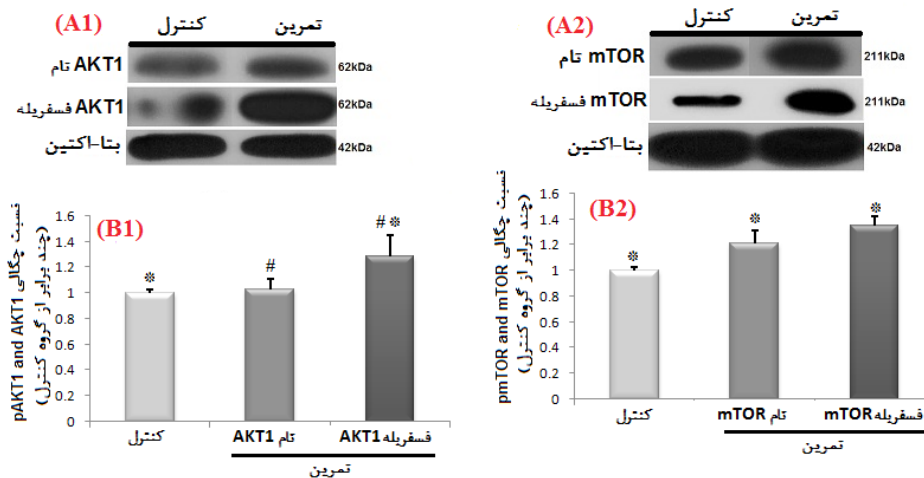 (A1)
کنترل تمرین
AKT1 تام
62kDa
AKT1 فسفریله
62kDa
بتا-اکتین
42kDa
(A2)
کنترل تمرین
mTOR تام
211kDa
mTOR فسفریله
211kDa
بتا-اکتین
42kDa
(B1)
pAKT1 and AKT1 نسبت چگالی
(چند برابر از گروه کنترل)
1.6
1.4
1.2
1
0.8
0.6
0.4
0.2
0
*
#
# *
کنترل
AKT1 تام
AKT1 فسفریله
تمرین
(B2)
pmTOR and mTOR نسبت چگالی
(چند برابر از گروه کنترل)
1.6
1.4
1.2
1
0.8
0.6
0.4
0.2
0
*
*
*
کنترل
mTOR تام
mTOR فسفریله
تمرین